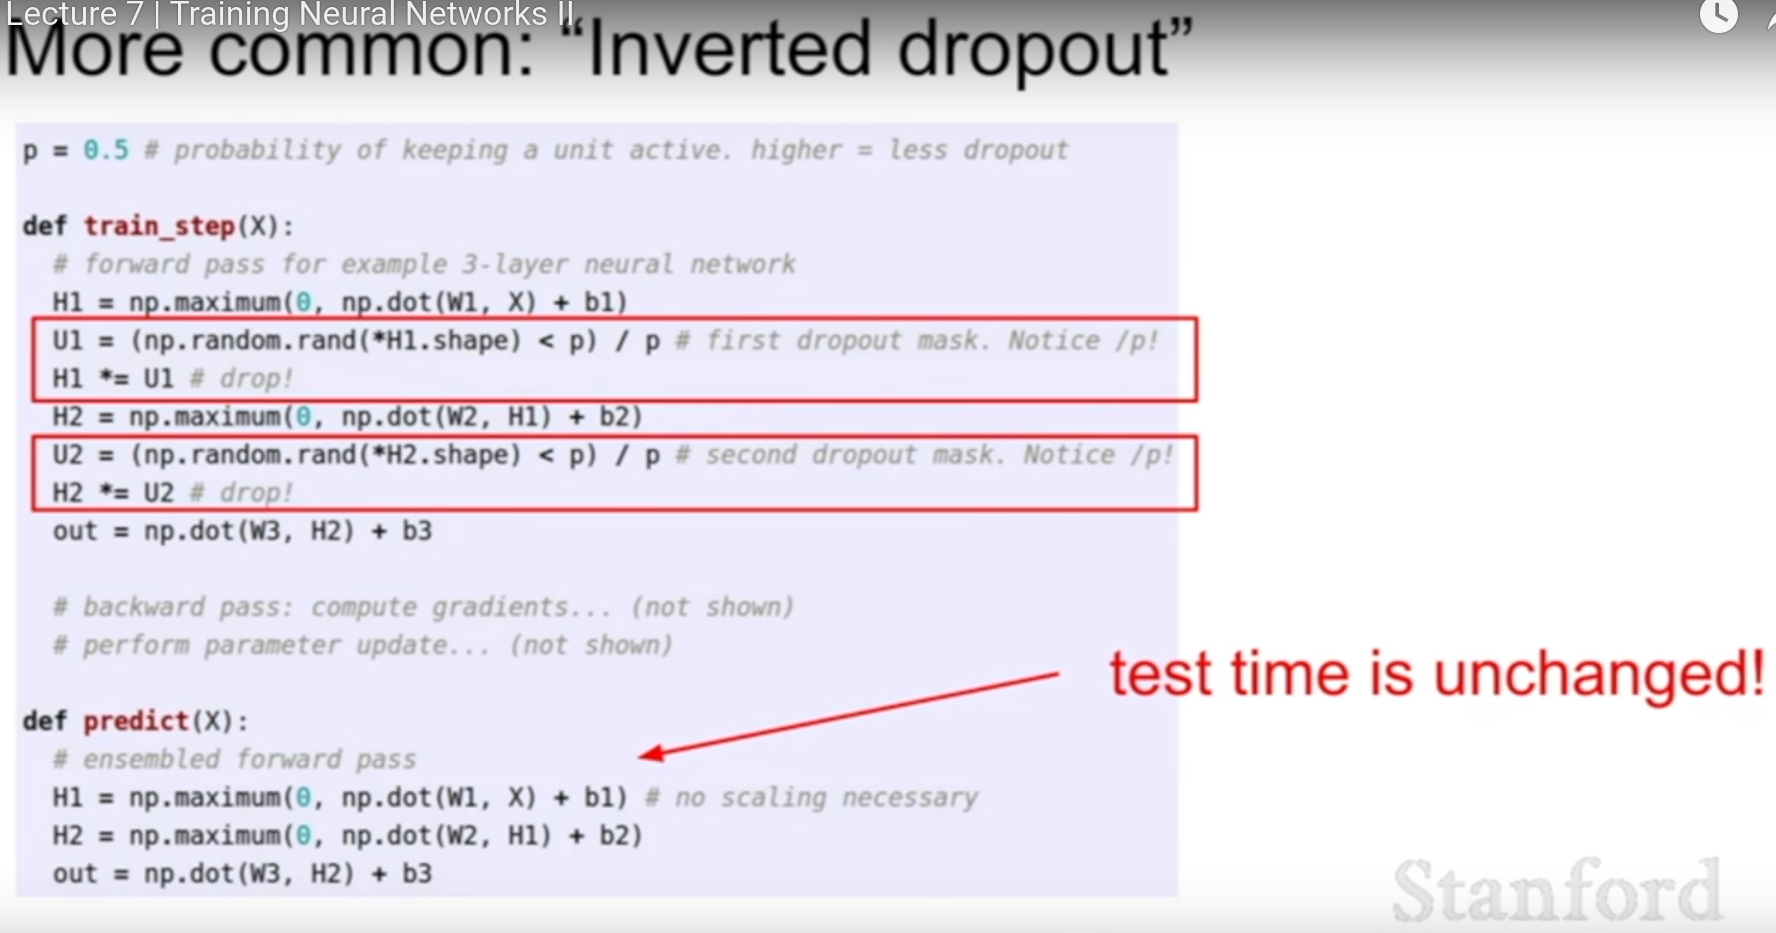 Lecture 7 | Training Neural Networks II
More common: “Inverted dropout”
p = 0.5 # probability of keeping a unit active. higher = less dropout
def train_step(X):
# forward pass for example 3-layer neural network
H1 = np.maximum(0, np.dot(W1, X) + b1)
U1 = (np.random.rand(*H1.shape) < p) / p # first dropout mask. Notice /p!
H1 *= U1 # drop!
H2 = np.maximum(0, np.dot(W2, H1) + b2)
U2 = (np.random.rand(*H2.shape) < p) / p # second dropout mask. Notice /p!
H2 *= U2 # drop!
out = np.dot(W3, H2) + b3
# backward pass: compute gradients... (not shown)
# perform parameter update... (not shown)
test time is unchanged!
def predict(X):
# ensembled forward pass
H1 = np.maximum(0, np.dot(W1, X) + b1) # no scaling necessary
H2 = np.maximum(0, np.dot(W2, H1) + b2)
out = np.dot(W3, H2) + b3
Stanford